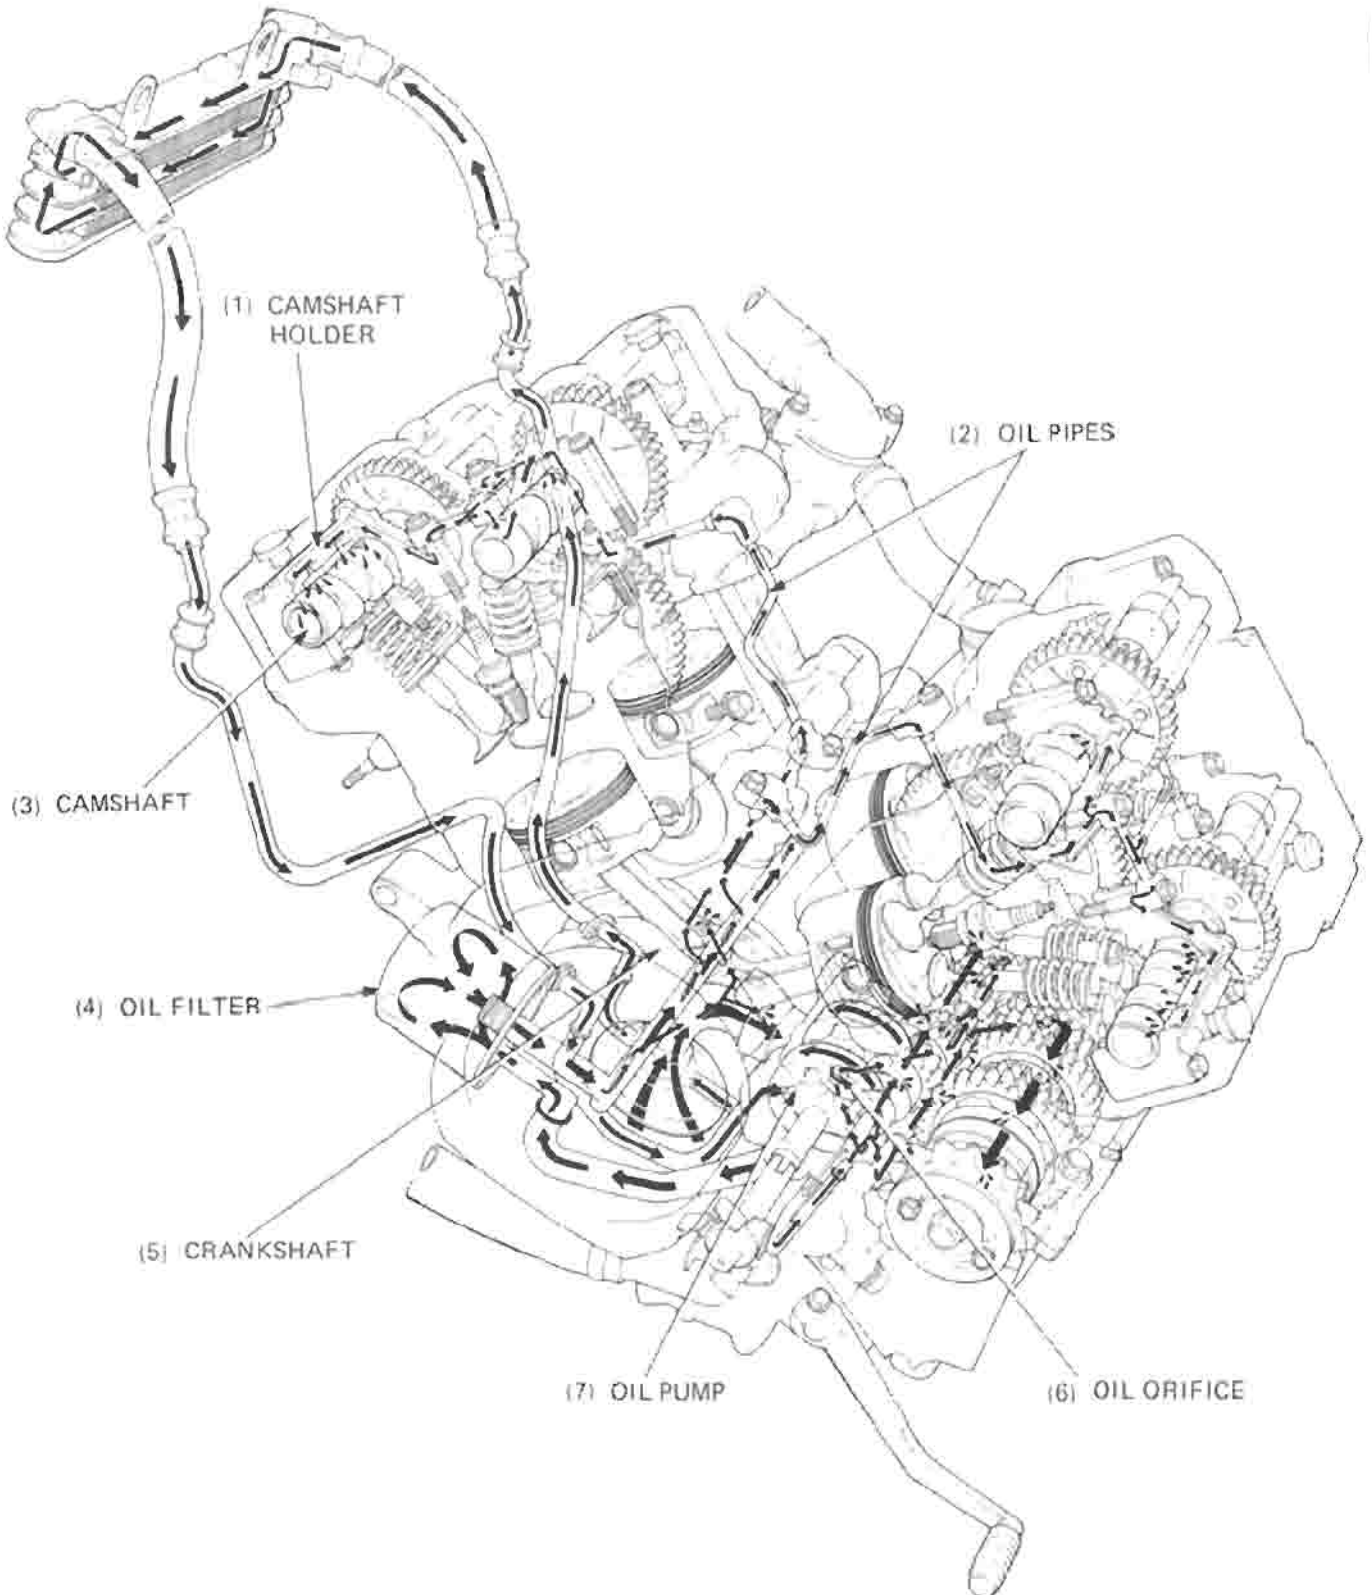 (1) CAMSHAFT
HOLDER
(2) OIL PIPES
(3) CAMSHAFT
(4) OIL FILTER
(5) CRANKSHAFT
(7) OIL PUMP
(6) OIL ORIFICE